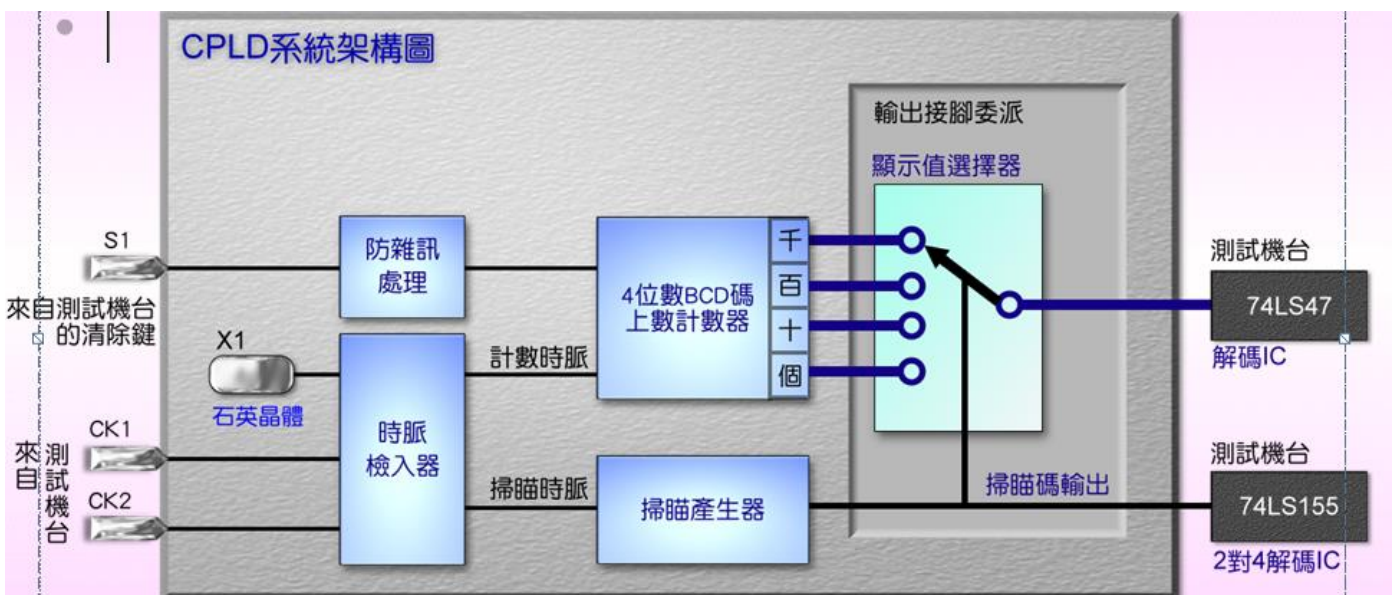 CPLD系統架構圖
輸出接腳委派
顯示值選擇器
S1
來自測試機台
的清除鍵
防雜訊
處理
4位數BCD碼
上數計數器
千
百
十
個
測試機台
74LS47
解碼IC
X1
石英晶體
計數時脈
CK1
CK2
來自
測試機台
時脈
檢入器
掃瞄時脈
掃瞄產生器
掃瞄碼輸出
測試機台
74LS155
2對4解碼IC